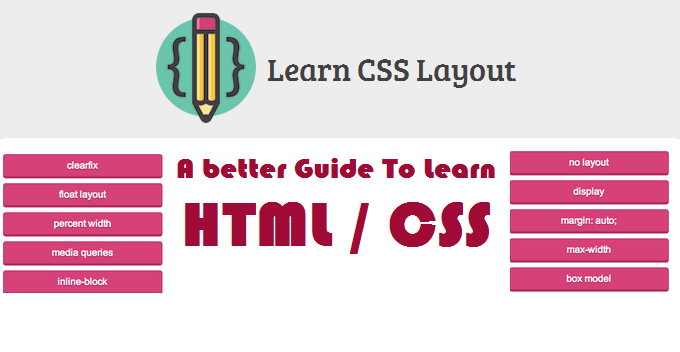 { }
Learn CSS Layout
clearfix
float layout
percent width
media queries
inline-block
A better Guide To Learn
HTML / CSS
no layout
display
margin: auto;
max-width
box model